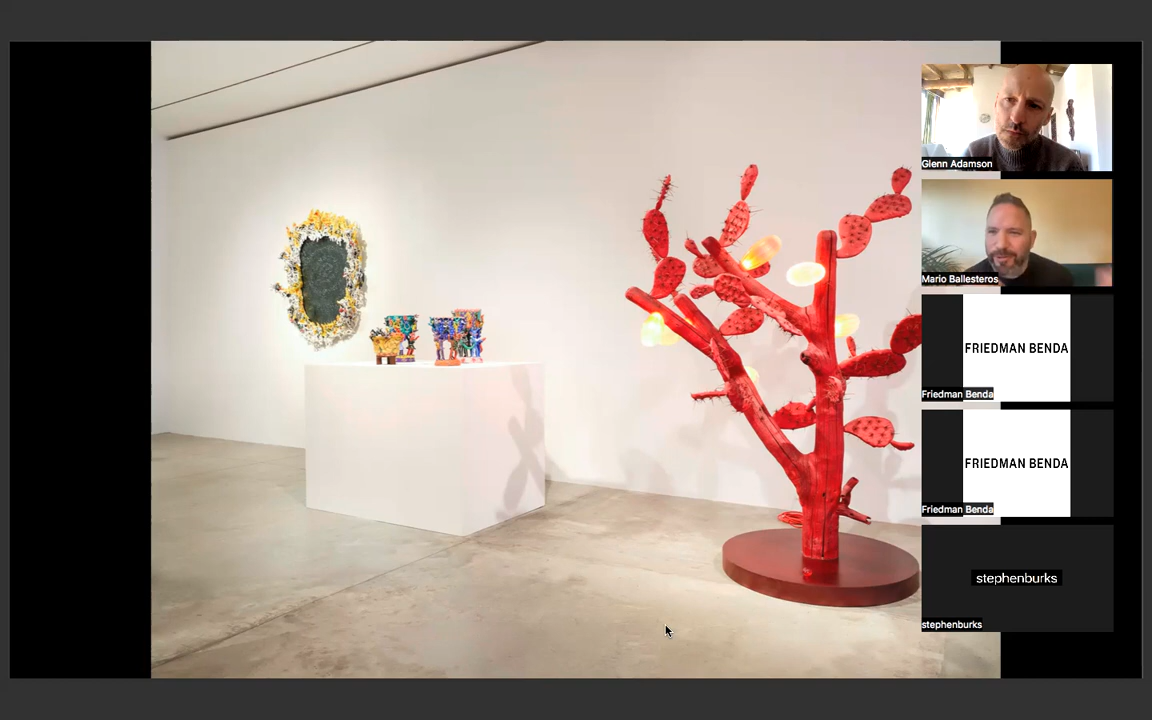 Glenn Adamson
Mario Ballesteros
FRIEDMAN BENDA
Friedman Benda
FRIEDMAN BENDA
Friedman Benda
stephenburks
stephenburks